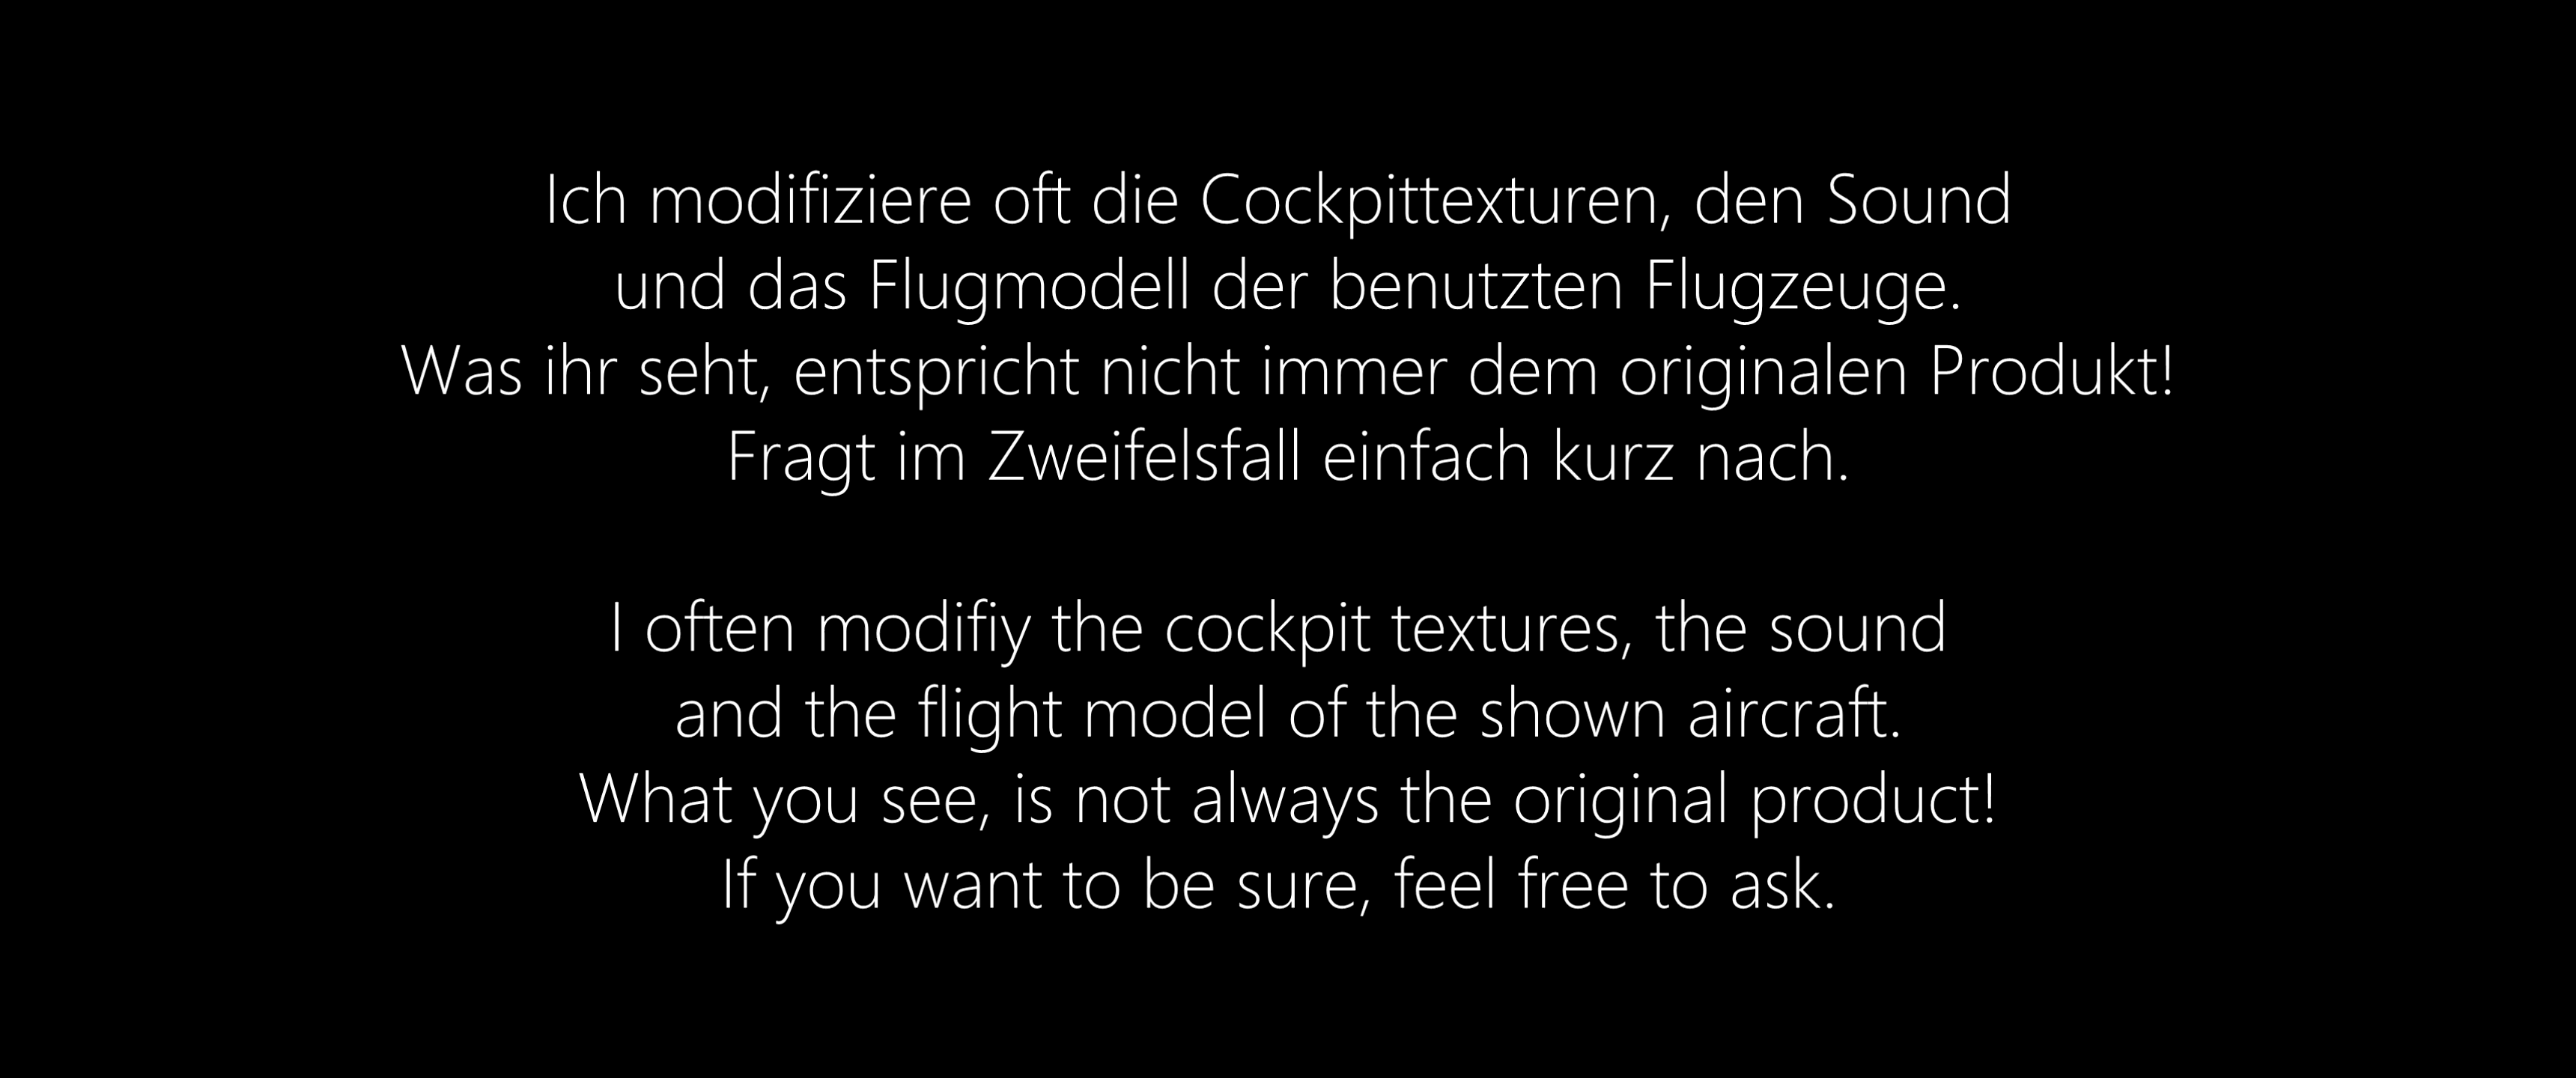 Ich modifiziere oft die Cockpittexturen, den Sound
und das Flugmodell der benutzten Flugzeuge.
Was ihr seht, entspricht nicht immer dem originalen Produkt!
Fragt im Zweifelsfall einfach kurz nach.
I often modifiy the cockpit textures, the sound
and the flight model of the shown aircraft.
What you see, is not always the original product!
If you want to be sure, feel free to ask.